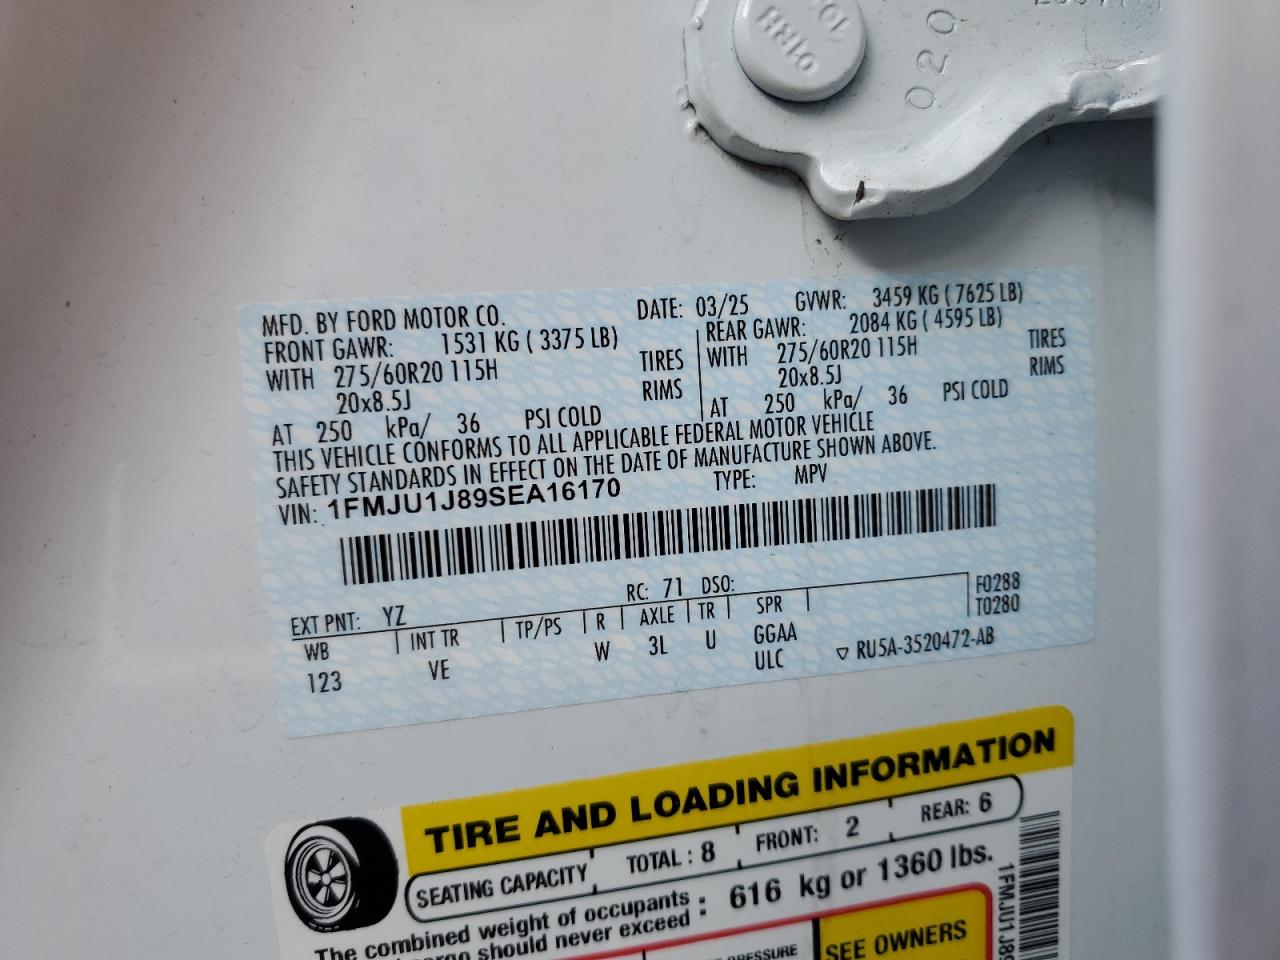 020
MFD. BY FORD MOTOR CO. DATE: 03/25 GVWR: 3459 KG ( 7625 LB)
FRONT GAWR: 1531 KG ( 3375 LB) REAR GAWR: 2084 KG ( 4595 LB)
WITH 275/60R20 115H TIRES WITH 275/60R20 115H TIRES
20x8.5J RIMS 20x8.5J RIMS
AT 250 kPa/ 36 PSI COLD AT 250 kPa/ 36 PSI COLD
THIS VEHICLE CONFORMS TO ALL APPLICABLE FEDERAL MOTOR VEHICLE
SAFETY STANDARDS IN EFFECT ON THE DATE OF MANUFACTURE SHOWN ABOVE.
VIN: 1FMJU1J89SEA16170 TYPE: MPV
EXT PNT: YZ RC: 71 DSO: F0288
WB INT TR TP/PS R AXLE TR SPR T0280
123 VE W 3L U GGAA
ULC ▽ RU5A-3520472-AB
TIRE AND LOADING INFORMATION
SEATING CAPACITY TOTAL : 8 FRONT: 2 REAR: 6
The combined weight of occupants
cargo should never exceed : 616 kg or 1360 lbs.
PRESSURE
SEE OWNERS
1FMJU1J89